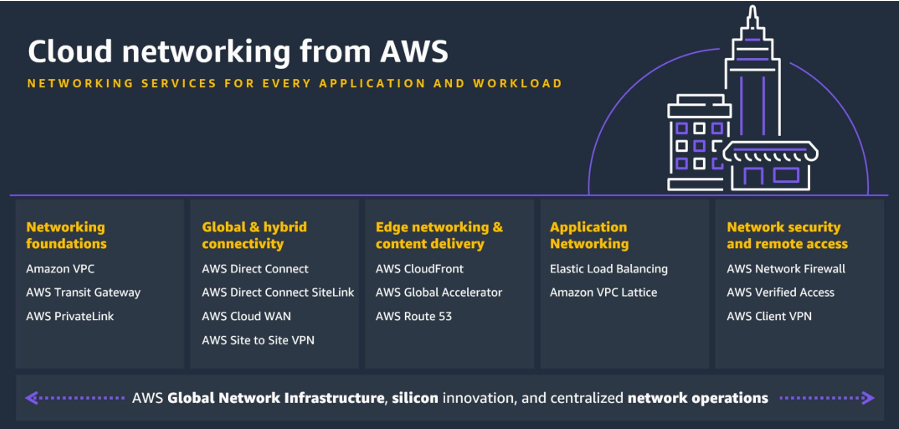 Cloud networking from AWS
NETWORKING SERVICES FOR EVERY APPLICATION AND WORKLOAD
Networking
foundations
Amazon VPC
AWS Transit Gateway
AWS PrivateLink
Global & hybrid
connectivity
AWS Direct Connect
AWS Direct Connect SiteLink
AWS Cloud WAN
AWS Site to Site VPN
Edge networking &
content delivery
AWS CloudFront
AWS Global Accelerator
AWS Route 53
Application
Networking
Elastic Load Balancing
Amazon VPC Lattice
Network security
and remote access
AWS Network Firewall
AWS Verified Access
AWS Client VPN
AWS Global Network Infrastructure, silicon innovation, and centralized network operations